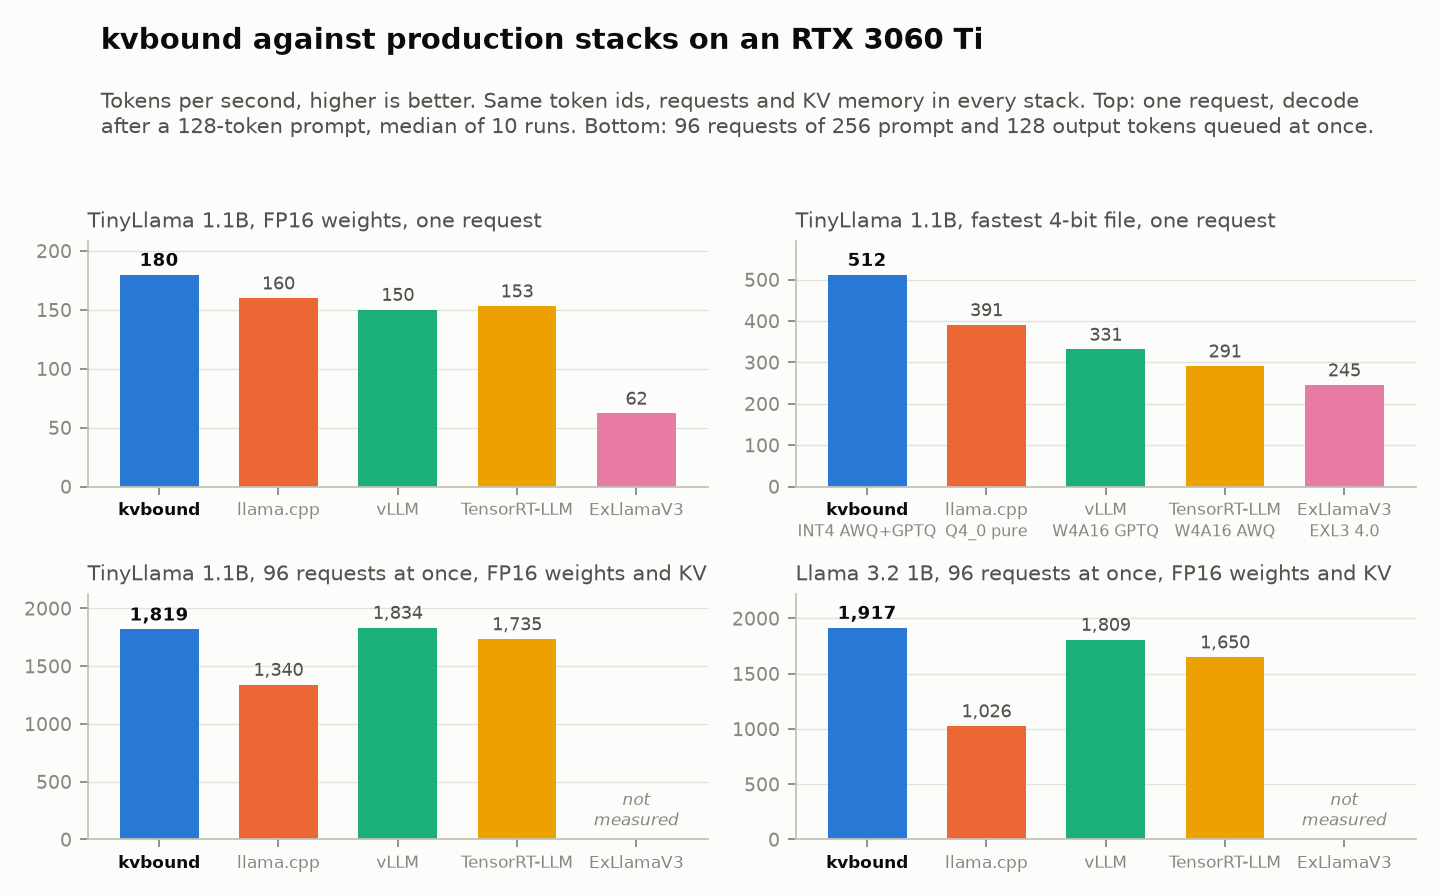 kvbound against production stacks on an RTX 3060 Ti
Tokens per second, higher is better. Same token ids, requests and KV memory in every stack. Top: one request, decode
after a 128-token prompt, median of 10 runs. Bottom: 96 requests of 256 prompt and 128 output tokens queued at once.
TinyLlama 1.1B, FP16 weights, one request
200
150
100
50
0
180
160
150
153
62
kvbound
llama.cpp
vLLM
TensorRT-LLM
ExLlamaV3
TinyLlama 1.1B, fastest 4-bit file, one request
500
400
300
200
100
0
512
391
331
291
245
kvbound
llama.cpp
vLLM
TensorRT-LLM
ExLlamaV3
INT4 AWQ+GPTQ
Q4_0 pure
W4A16 GPTQ
W4A16 AWQ
EXL3 4.0
TinyLlama 1.1B, 96 requests at once, FP16 weights and KV
2000
1500
1000
500
0
1,819
1,340
1,834
1,735
not
measured
kvbound
llama.cpp
vLLM
TensorRT-LLM
ExLlamaV3
Llama 3.2 1B, 96 requests at once, FP16 weights and KV
2000
1500
1000
500
0
1,917
1,026
1,809
1,650
not
measured
kvbound
llama.cpp
vLLM
TensorRT-LLM
ExLlamaV3